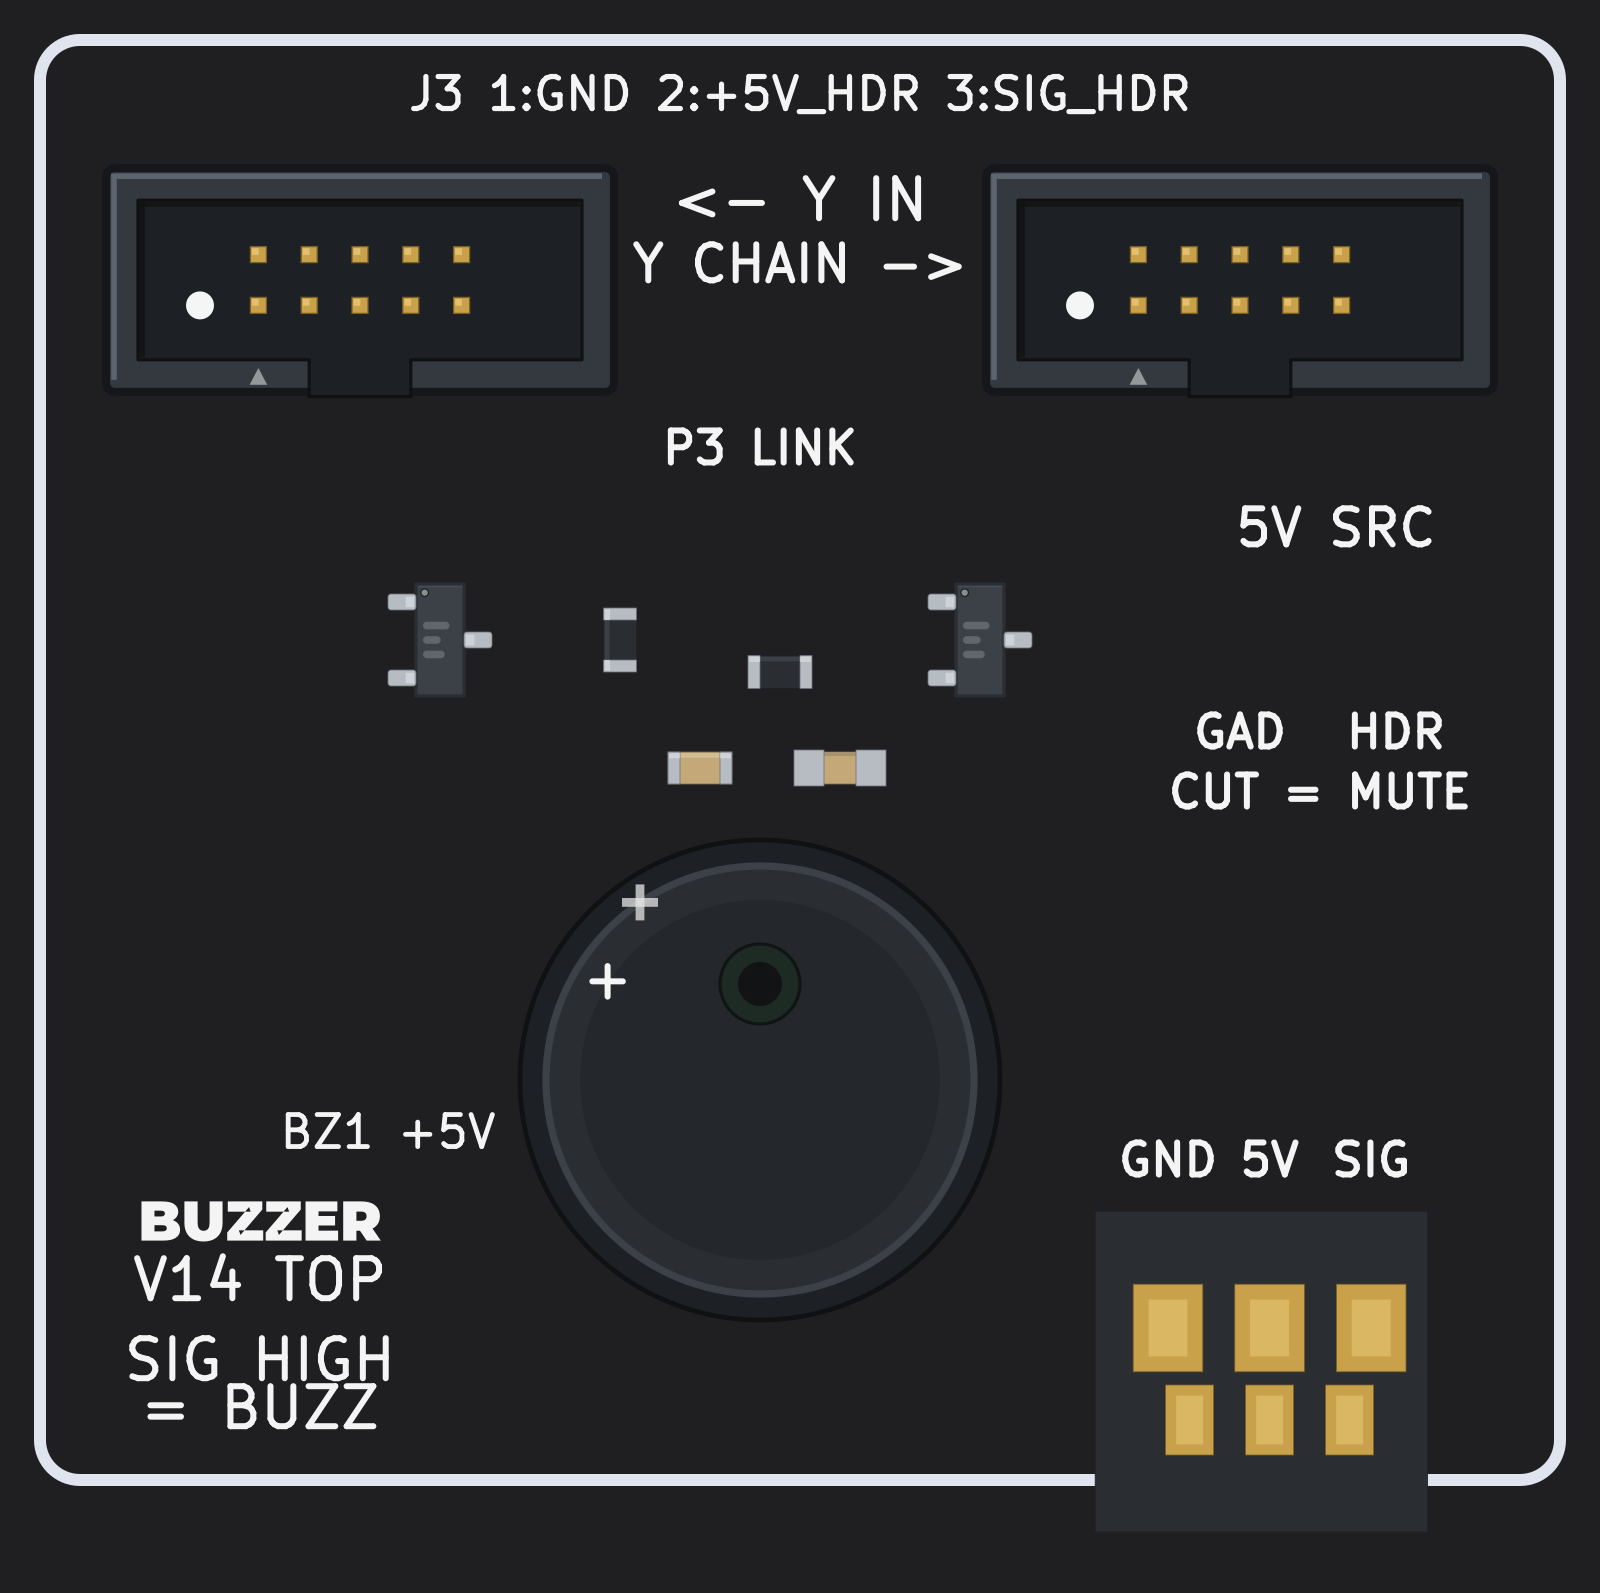 J3 1:GND 2:+5V_HDR 3:SIG_HDR
<- Y IN
Y CHAIN ->
P3 LINK
5V SRC
GAD HDR
CUT = MUTE
+
+
BZ1 +5V
GND 5V SIG
BUZZER
V14 TOP
SIG HIGH
= BUZZ